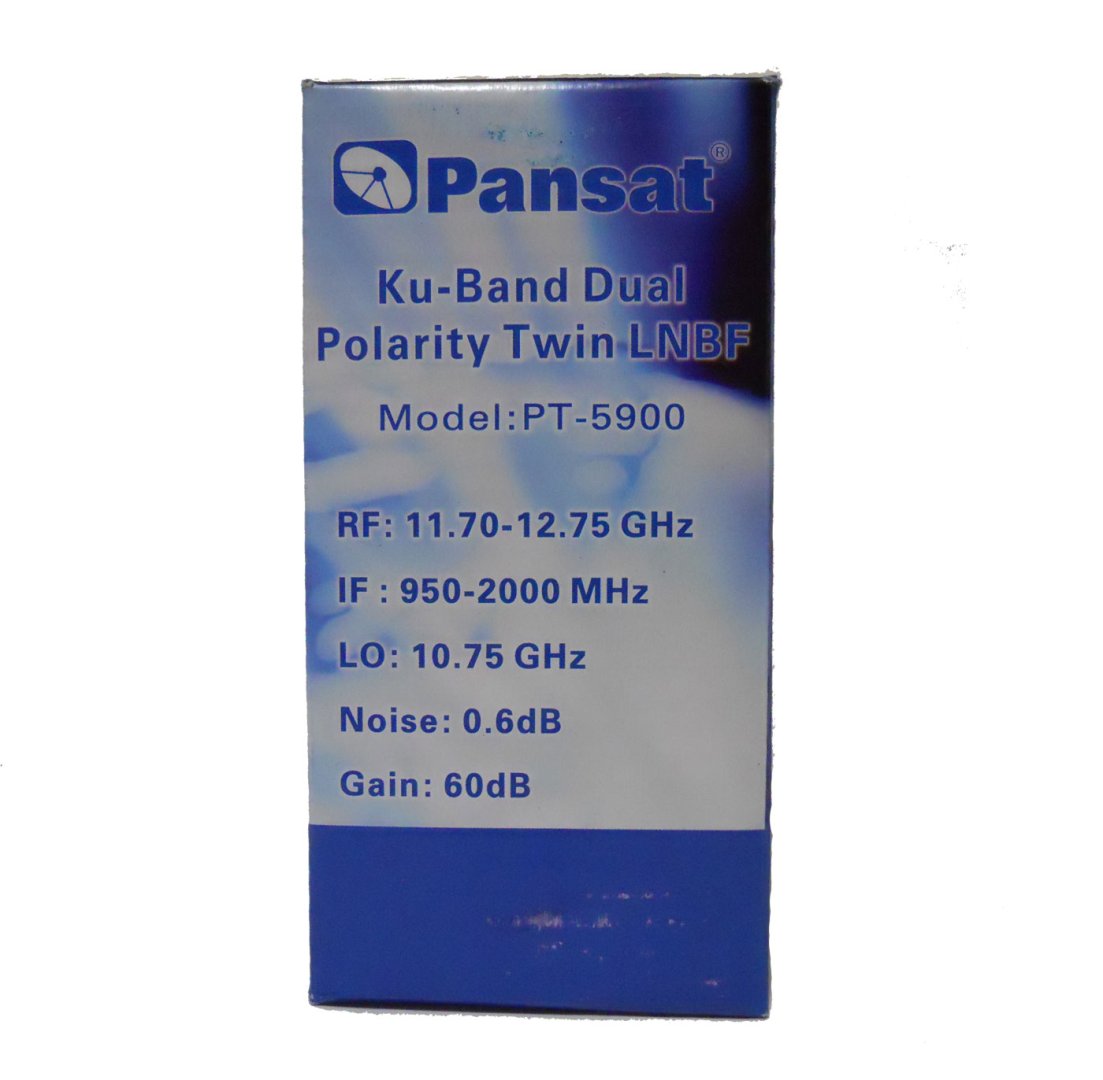 Pansat®
Ku-Band Dual
Polarity Twin LNBF
Model:PT-5900
RF: 11.70-12.75 GHz
IF : 950-2000 MHz
LO: 10.75 GHz
Noise: 0.6dB
Gain: 60dB